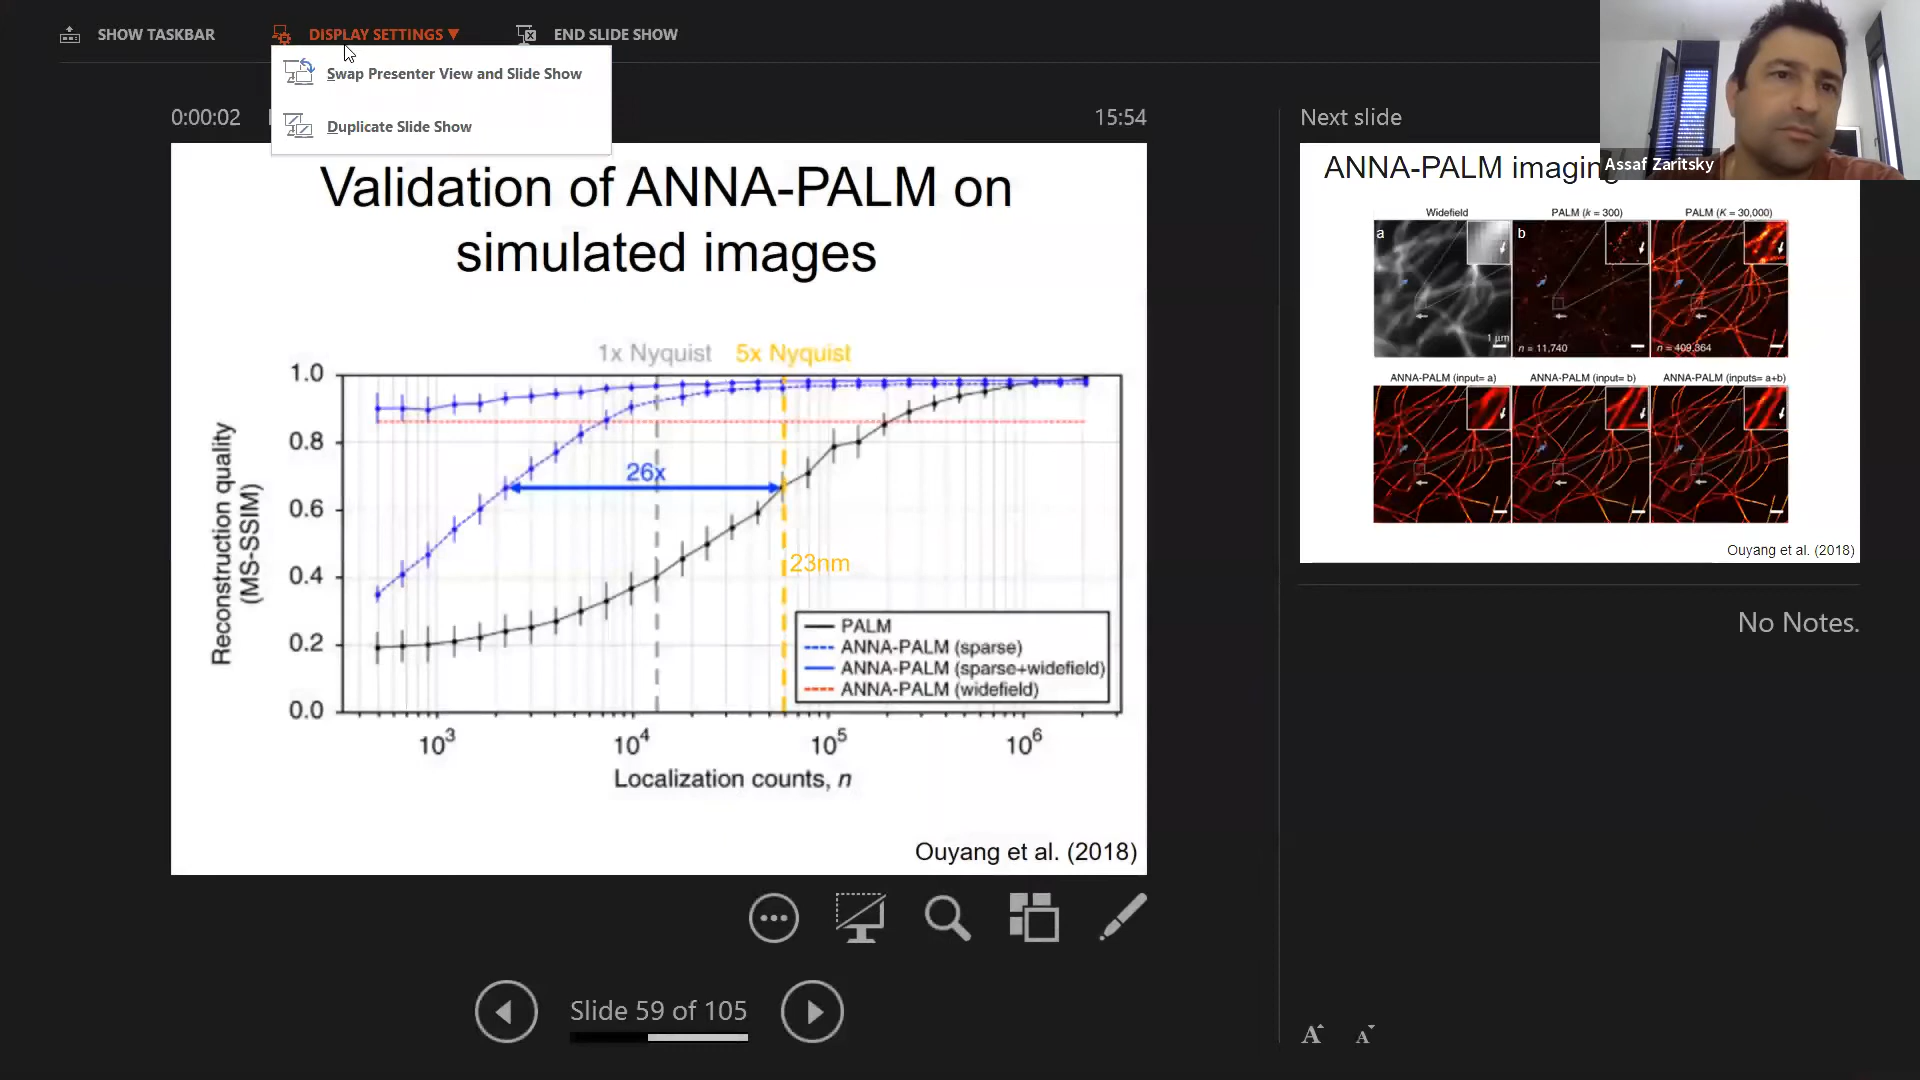 SHOW TASKBAR
DISPLAY SETTINGS ▼
END SLIDE SHOW
Swap Presenter View and Slide Show
Duplicate Slide Show
0:00:02
15:54
Next slide
Assaf Zaritsky
Validation of ANNA-PALM on
simulated images
1x Nyquist
5x Nyquist
1.0
0.8
0.6
0.4
0.2
0.0
Reconstruction quality
(MS-SSIM)
26x
23nm
PALM
ANNA-PALM (sparse)
ANNA-PALM (sparse+widefield)
ANNA-PALM (widefield)
10³
10⁴
10⁵
10⁶
Localization counts, n
Ouyang et al. (2018)
ANNA-PALM imaging
Widefield
PALM (k = 300)
PALM (K = 30,000)
a
b
1 μm
n = 11,740
n = 409,364
ANNA-PALM (input= a)
ANNA-PALM (input= b)
ANNA-PALM (inputs= a+b)
Ouyang et al. (2018)
No Notes.
Slide 59 of 105
A
A